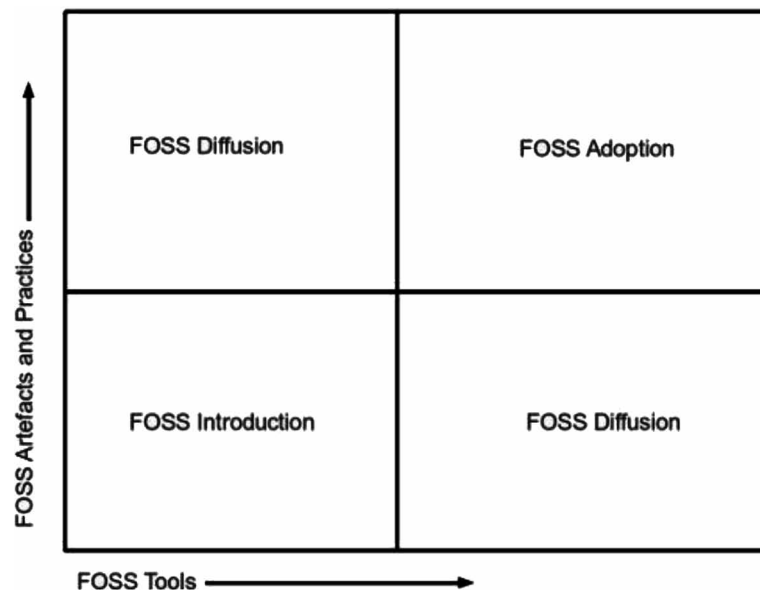 FOSS Artefacts and Practices
FOSS Diffusion
FOSS Adoption
FOSS Introduction
FOSS Diffusion
FOSS Tools